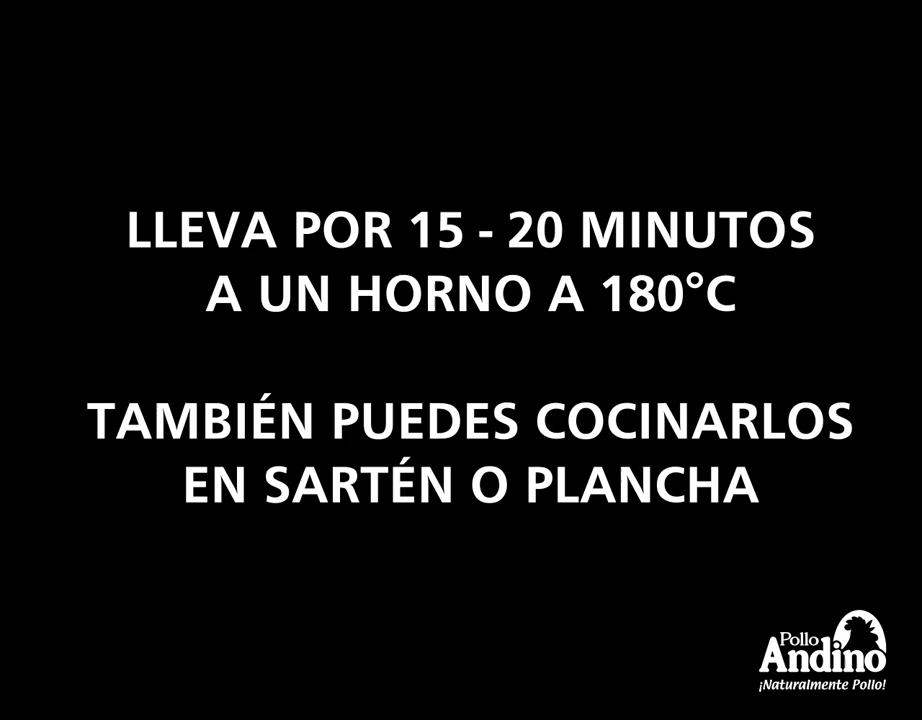 LLEVA POR 15 - 20 MINUTOS
A UN HORNO A 180°C
TAMBIÉN PUEDES COCINARLOS
EN SARTÉN O PLANCHA
Pollo
Andino
¡Naturalmente Pollo!